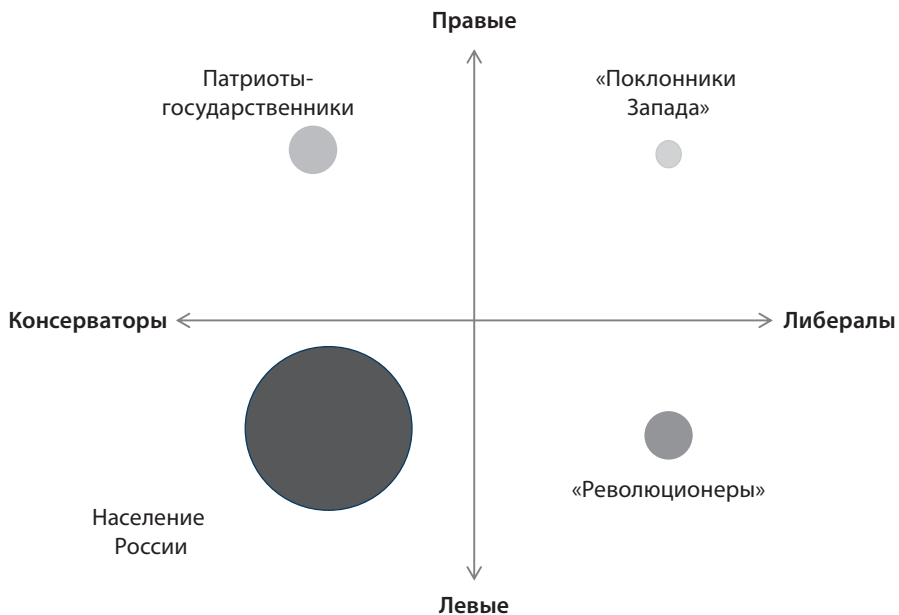 Правые
Патриоты-
государственники
«Поклонники
Запада»
Консерваторы
Либералы
«Революционеры»
Население
России
Левые